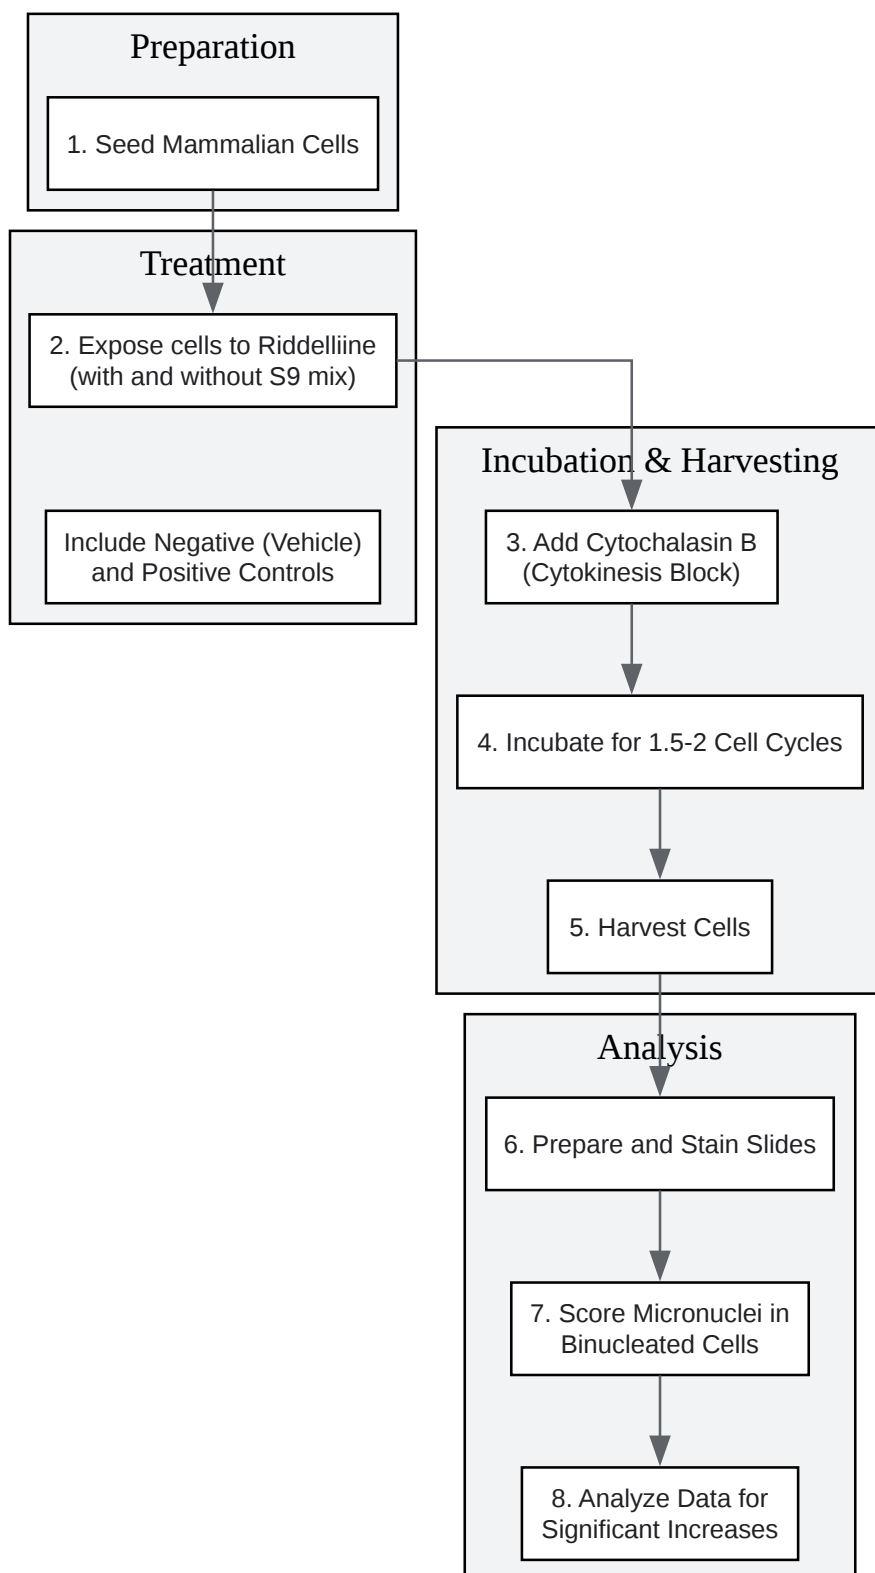 Preparation
1. Seed Mammalian Cells
Treatment
2. Expose cells to Riddelliine
(with and without S9 mix)
Include Negative (Vehicle)
and Positive Controls
Incubation & Harvesting
3. Add Cytochalasin B
(Cytokinesis Block)
4. Incubate for 1.5-2 Cell Cycles
5. Harvest Cells
Analysis
6. Prepare and Stain Slides
7. Score Micronuclei in
Binucleated Cells
8. Analyze Data for
Significant Increases